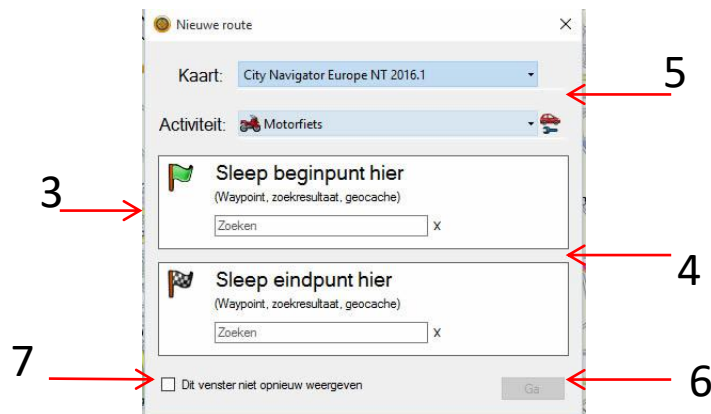 Nieuwe route
Kaart: City Navigator Europe NT 2016.1
5
Activiteit: Motorfiets
3
Sleep beginpunt hier
(Waypoint, zoekresultaat, geocache)
Zoeken X
4
Sleep eindpunt hier
(Waypoint, zoekresultaat, geocache)
Zoeken X
7
Dit venster niet opnieuw weergeven
Ga
6